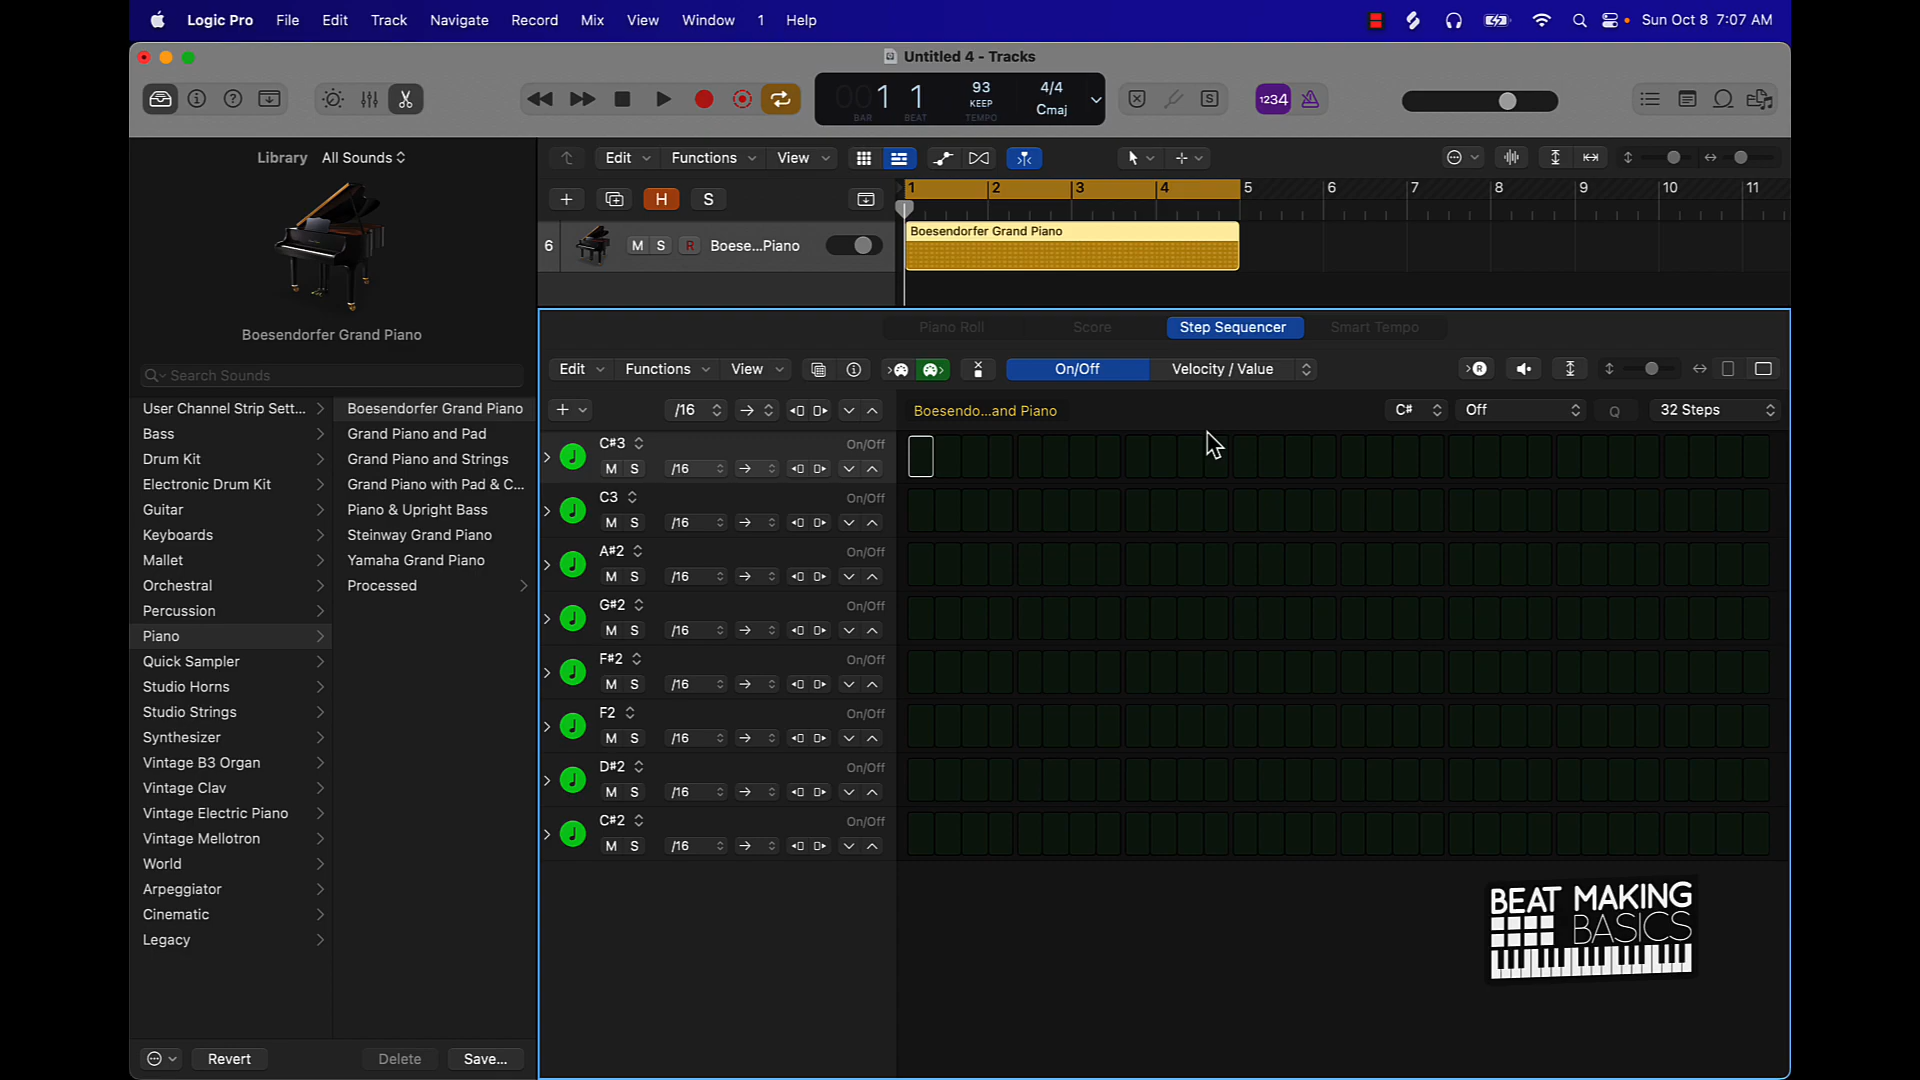 Logic Pro File Edit Track Navigate Record Mix View Window 1 Help Sun Oct 8 7:07 AM
Untitled 4 - Tracks
001 1 93 4/4
KEEP Cmaj
BAR BEAT TEMPO
1234
Library All Sounds
Edit Functions View
H S
1 2 3 4 5 6 7 8 9 10 11
6 M S R Boese...Piano
Boesendorfer Grand Piano
Boesendorfer Grand Piano
Piano Roll Score Step Sequencer Smart Tempo
Search Sounds
Edit Functions View On/Off Velocity / Value
/16 Boesendo...and Piano C# Off Q 32 Steps
User Channel Strip Sett...
Bass
Drum Kit
Electronic Drum Kit
Guitar
Keyboards
Mallet
Orchestral
Percussion
Piano
Quick Sampler
Studio Horns
Studio Strings
Synthesizer
Vintage B3 Organ
Vintage Clav
Vintage Electric Piano
Vintage Mellotron
World
Arpeggiator
Cinematic
Legacy
Boesendorfer Grand Piano
Grand Piano and Pad
Grand Piano and Strings
Grand Piano with Pad & C...
Piano & Upright Bass
Steinway Grand Piano
Yamaha Grand Piano
Processed
C#3 On/Off
M S /16
C3 On/Off
M S /16
A#2 On/Off
M S /16
G#2 On/Off
M S /16
F#2 On/Off
M S /16
F2 On/Off
M S /16
D#2 On/Off
M S /16
C#2 On/Off
M S /16
BEAT MAKING
BASICS
Revert Delete Save...